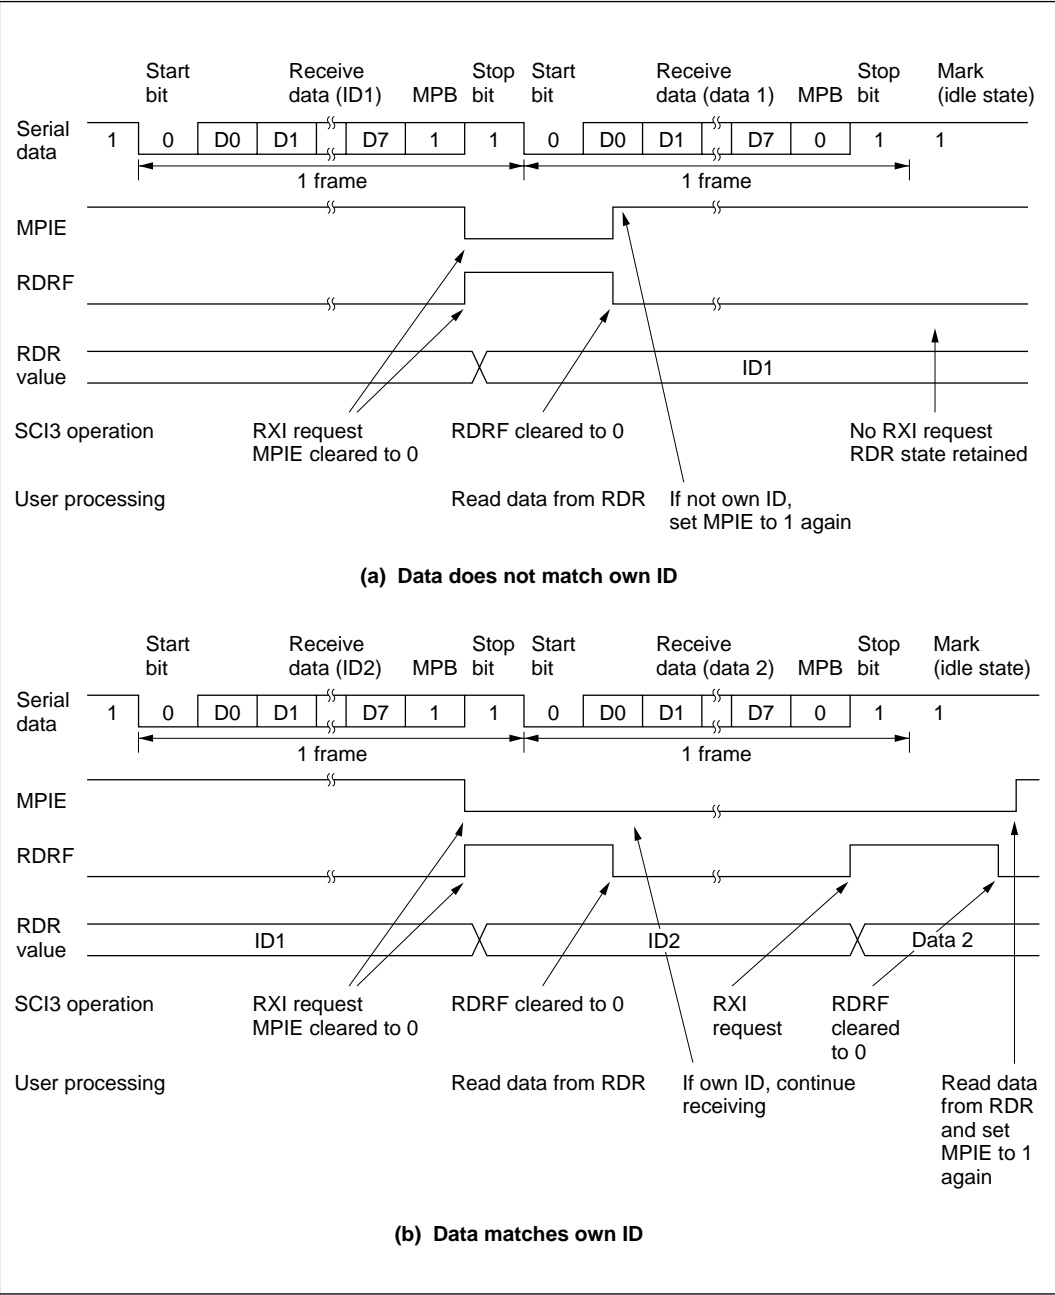 Start Receive Stop Start Receive Stop Mark
bit data (ID1) MPB bit bit data (data 1) MPB bit (idle state)
Serial data 1 0 D0 D1 D7 1 1 0 D0 D1 D7 0 1 1
1 frame 1 frame
MPIE
RDRF
RDR
value ID1
SCI3 operation RXI request RDRF cleared to 0 No RXI request
MPIE cleared to 0 RDR state retained
User processing Read data from RDR If not own ID,
set MPIE to 1 again
(a) Data does not match own ID
Start Receive Stop Start Receive Stop Mark
bit data (ID2) MPB bit bit data (data 2) MPB bit (idle state)
Serial data 1 0 D0 D1 D7 1 1 0 D0 D1 D7 0 1 1
1 frame 1 frame
MPIE
RDRF
RDR
value ID1 ID2 Data 2
SCI3 operation RXI request RDRF cleared to 0 RXI RDRF
MPIE cleared to 0 request cleared
to 0
User processing Read data from RDR If own ID, continue Read data
receiving from RDR
and set
MPIE to 1
again
(b) Data matches own ID